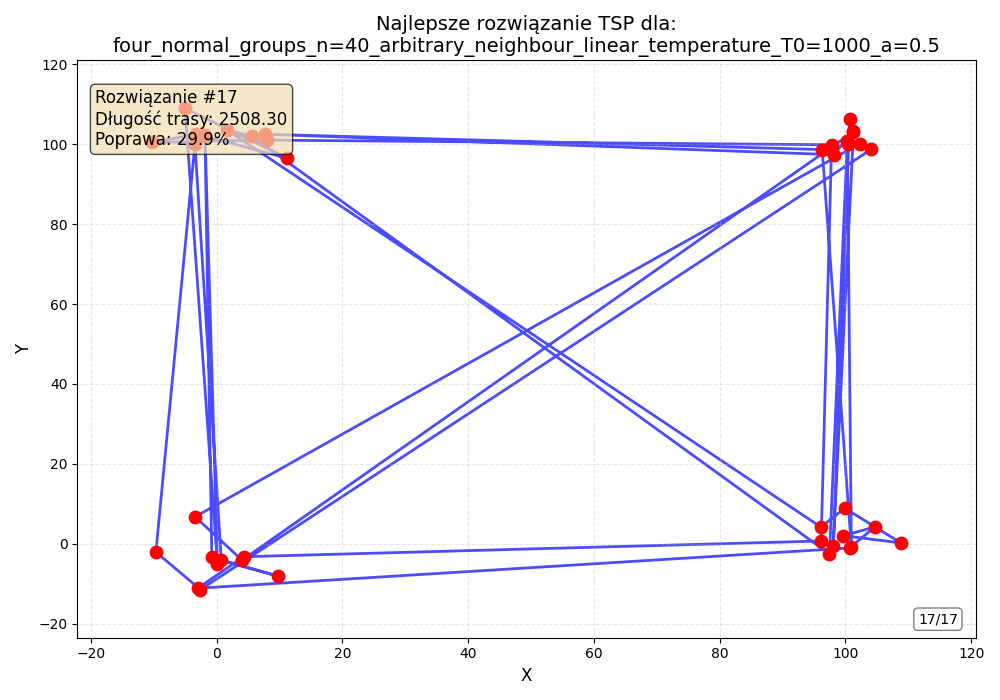 Najlepsze rozwiązanie TSP dla:
four_normal_groups_n=40_arbitrary_neighbour_linear_temperature_T0=1000_a=0.5
Rozwiązanie #17
Długość trasy: 2508.30
Poprawa: 29.9%
120
100
80
60
40
20
0
−20
Y
−20
0
20
40
60
80
100
120
X
17/17